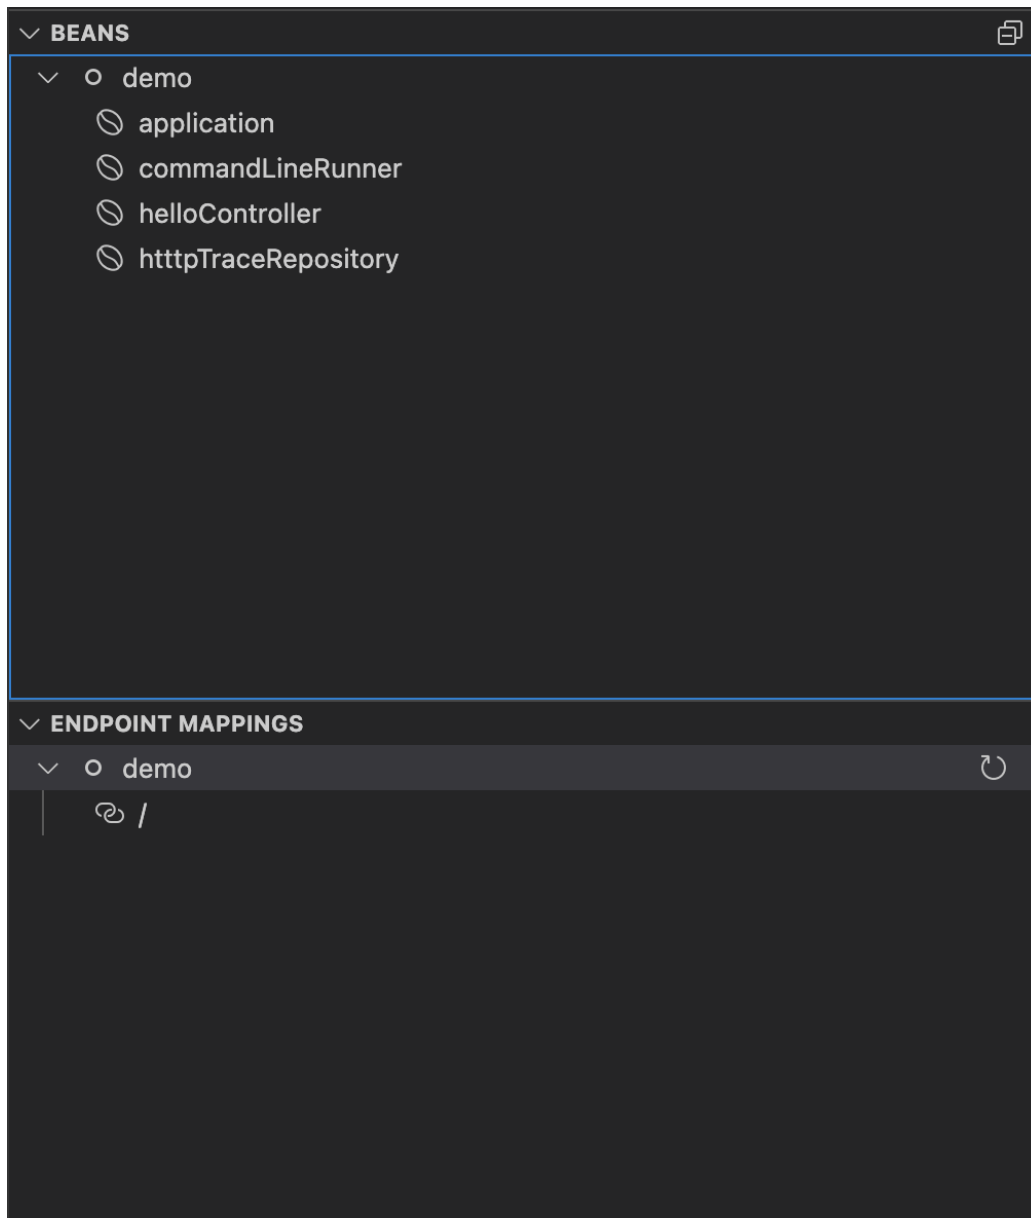 BEANS
demo
application
commandLineRunner
helloController
htttpTraceRepository
ENDPOINT MAPPINGS
demo
/